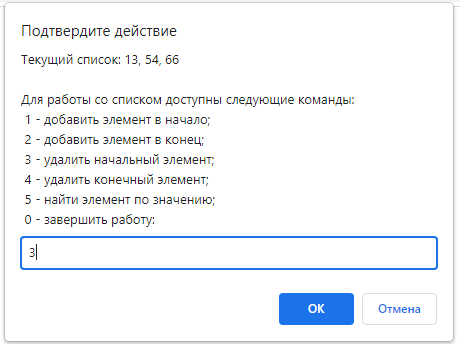 Подтвердите действие
Текущий список: 13, 54, 66
Для работы со списком доступны следующие команды:
1 - добавить элемент в начало;
2 - добавить элемент в конец;
3 - удалить начальный элемент;
4 - удалить конечный элемент;
5 - найти элемент по значению;
0 - завершить работу:
3
ОК Отмена